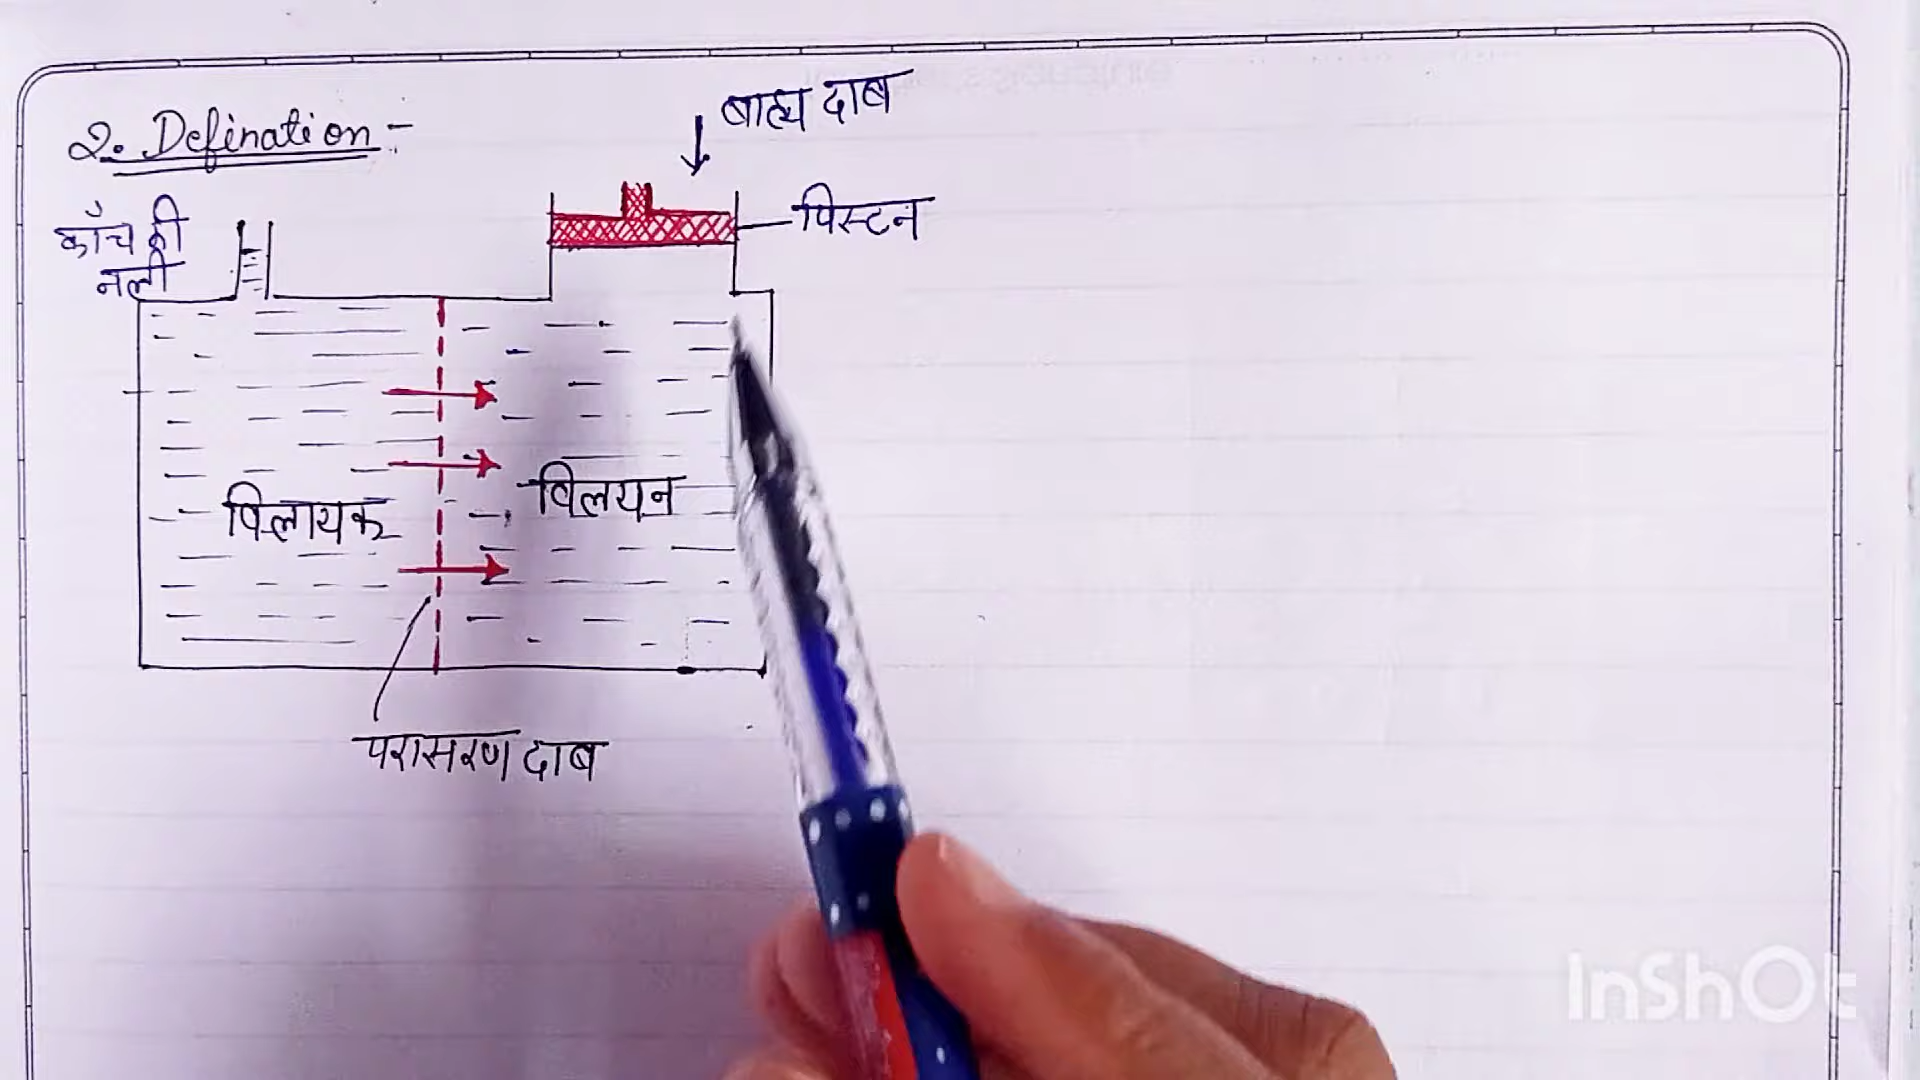 2. Defination :-
बाह्य दाब
काँच की
नली
पिस्टन
विलायक
विलयन
परासरण दाब
InShOt